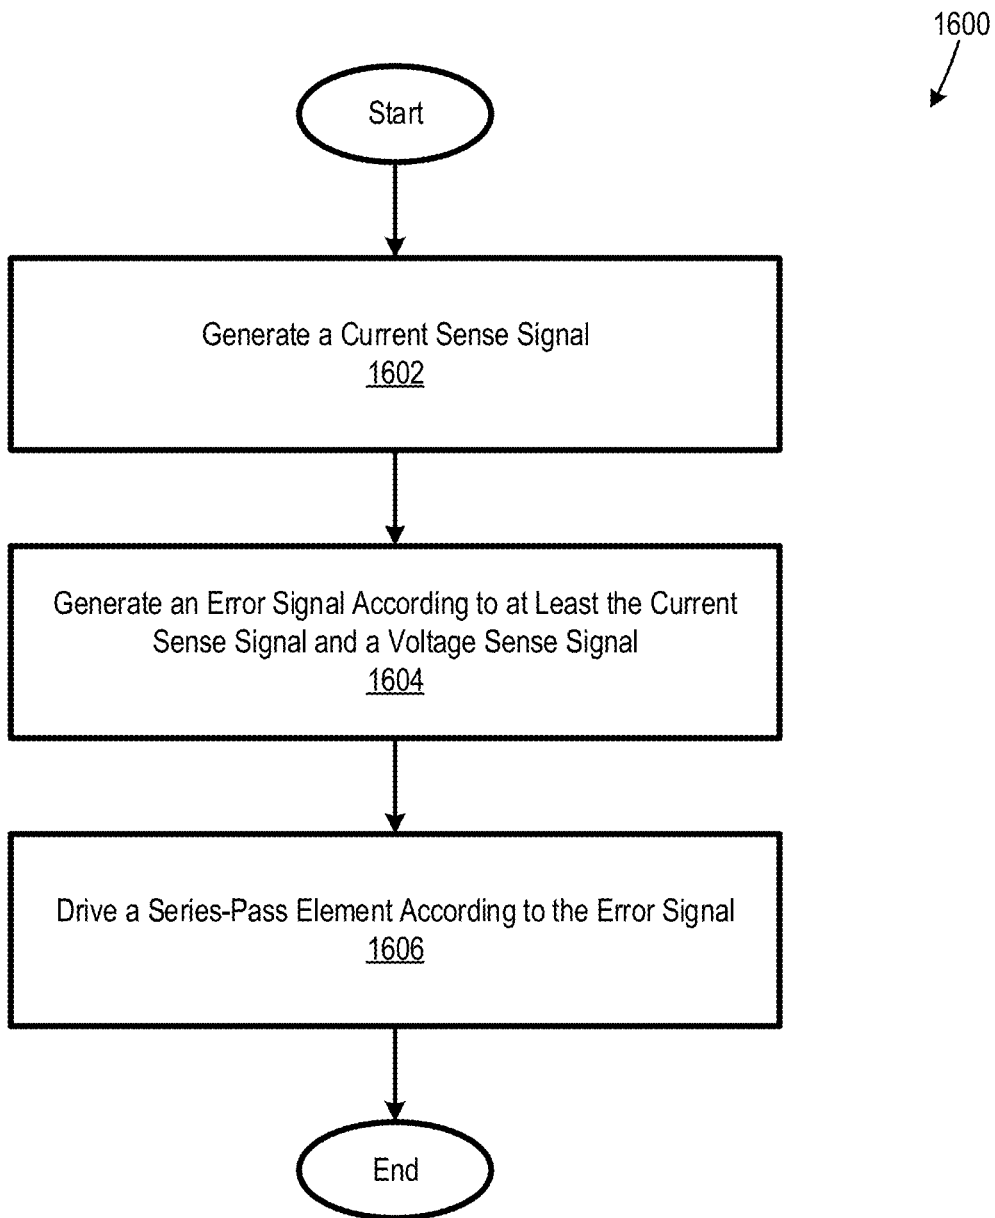 1600
Start
Generate a Current Sense Signal
1602
Generate an Error Signal According to at Least the Current
Sense Signal and a Voltage Sense Signal
1604
Drive a Series-Pass Element According to the Error Signal
1606
End